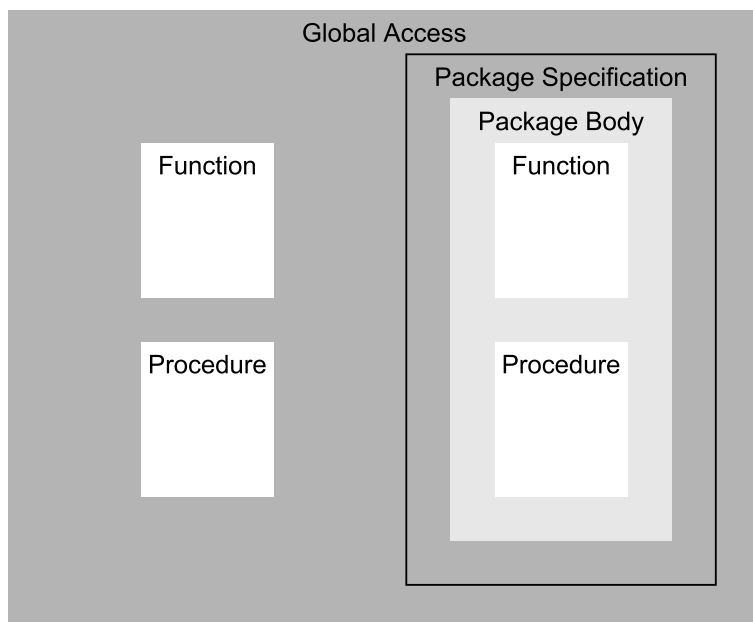 Global Access
Package Specification
Package Body
Function
Function
Procedure
Procedure